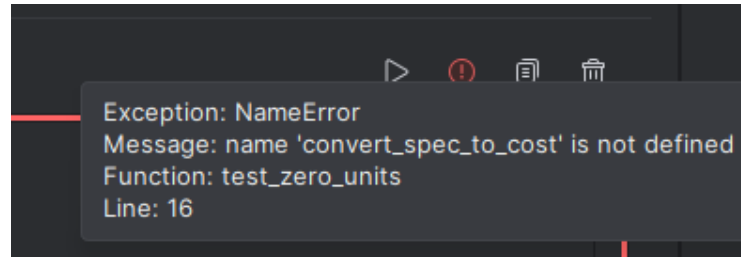 Exception: NameError
Message: name 'convert_spec_to_cost' is not defined
Function: test_zero_units
Line: 16